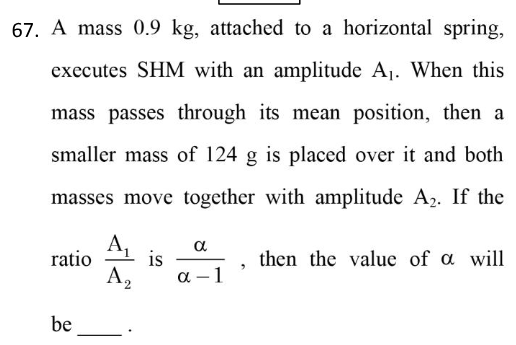 67. A mass 0.9 kg, attached to a horizontal spring,
executes SHM with an amplitude A₁. When this
mass passes through its mean position, then a
smaller mass of 124 g is placed over it and both
masses move together with amplitude A₂. If the
ratio A₁/A₂ is α/(α – 1) , then the value of α will
be ____ .